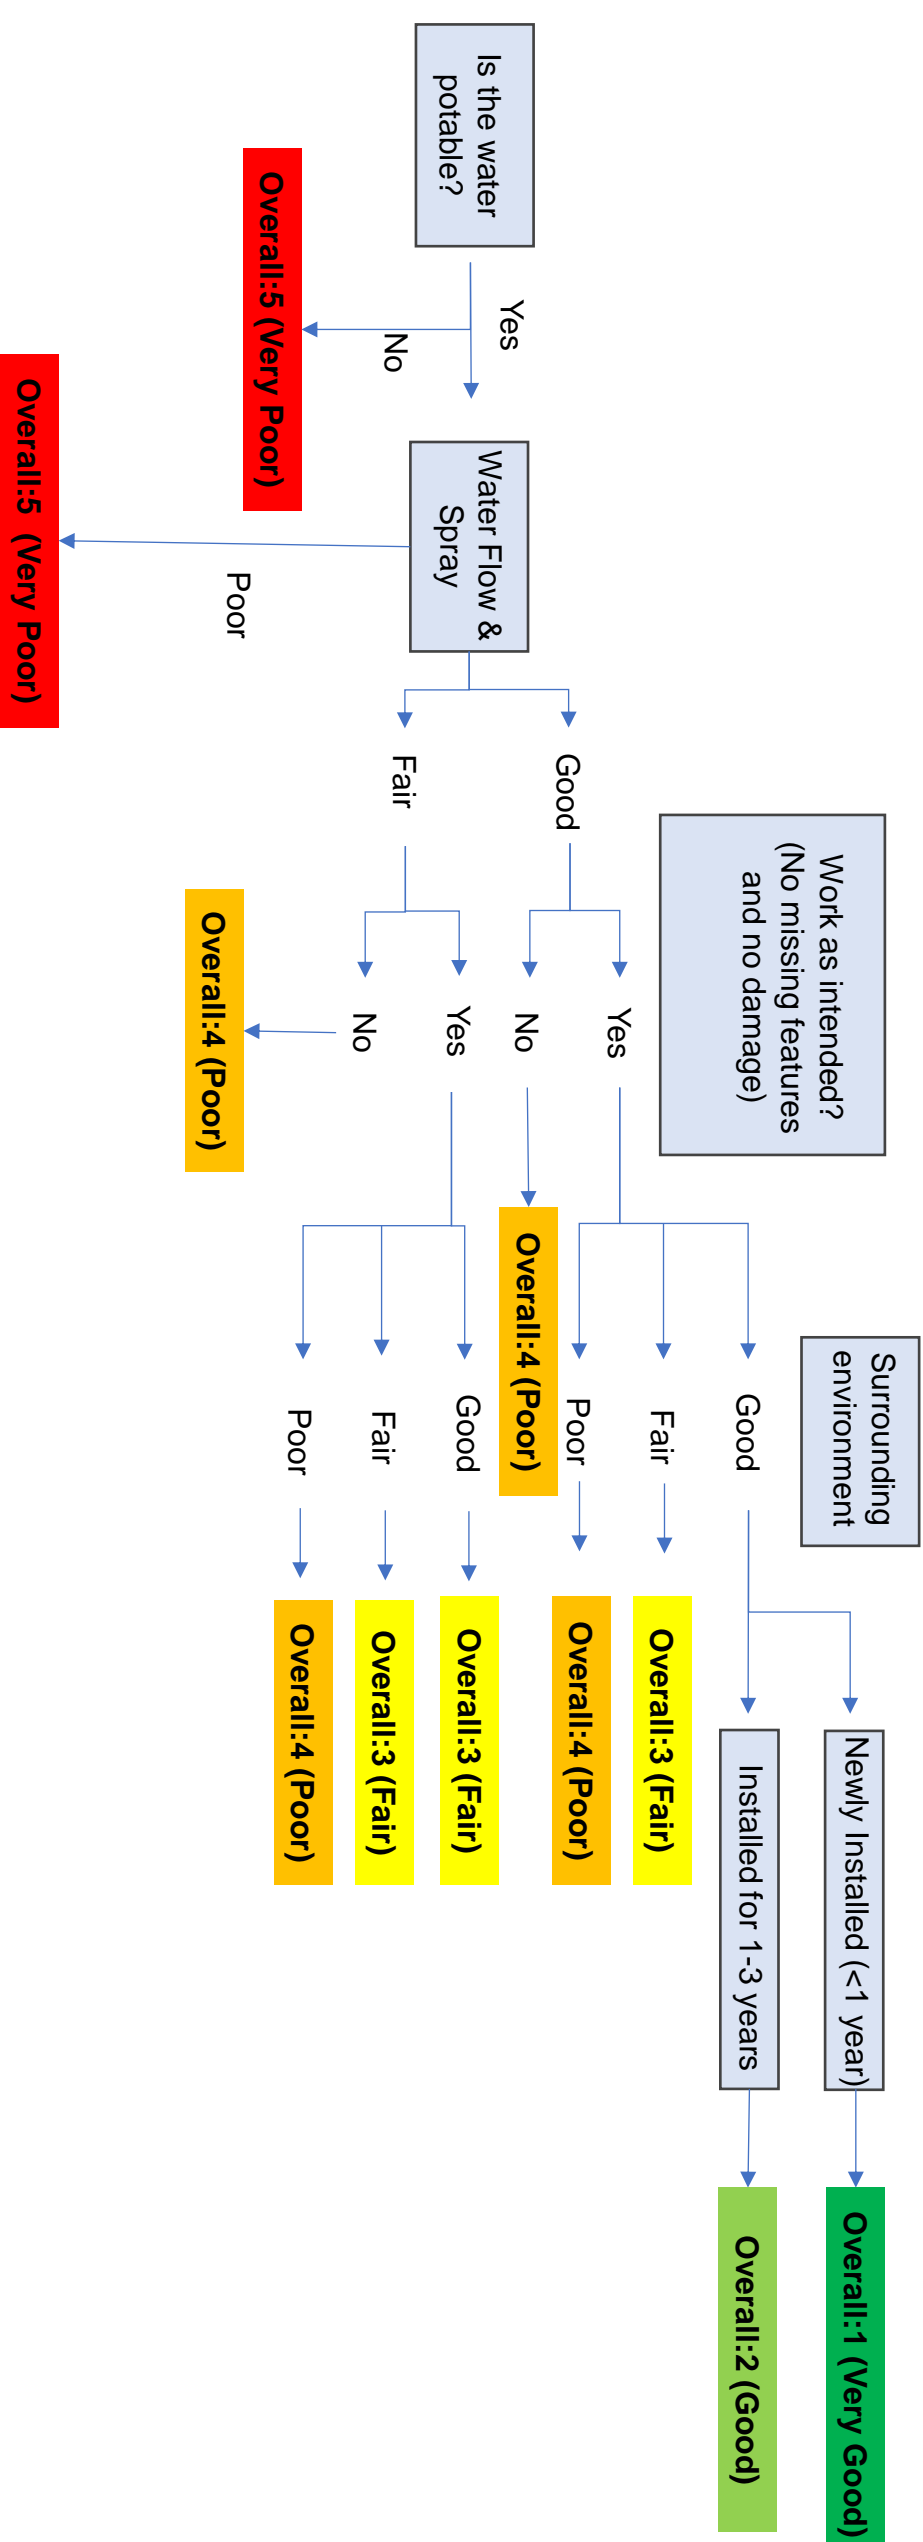 Is the water
potable?
Yes
No
Overall:5 (Very Poor)
Water Flow &
Spray
Poor
Overall:5 (Very Poor)
Good
Fair
Work as intended?
(No missing features
and no damage)
Yes
No
Yes
No
Overall:4 (Poor)
Overall:4 (Poor)
Surrounding
environment
Good
Fair
Poor
Good
Fair
Poor
Newly Installed (<1 year)
Installed for 1-3 years
Overall:3 (Fair)
Overall:4 (Poor)
Overall:3 (Fair)
Overall:3 (Fair)
Overall:4 (Poor)
Overall:1 (Very Good)
Overall:2 (Good)